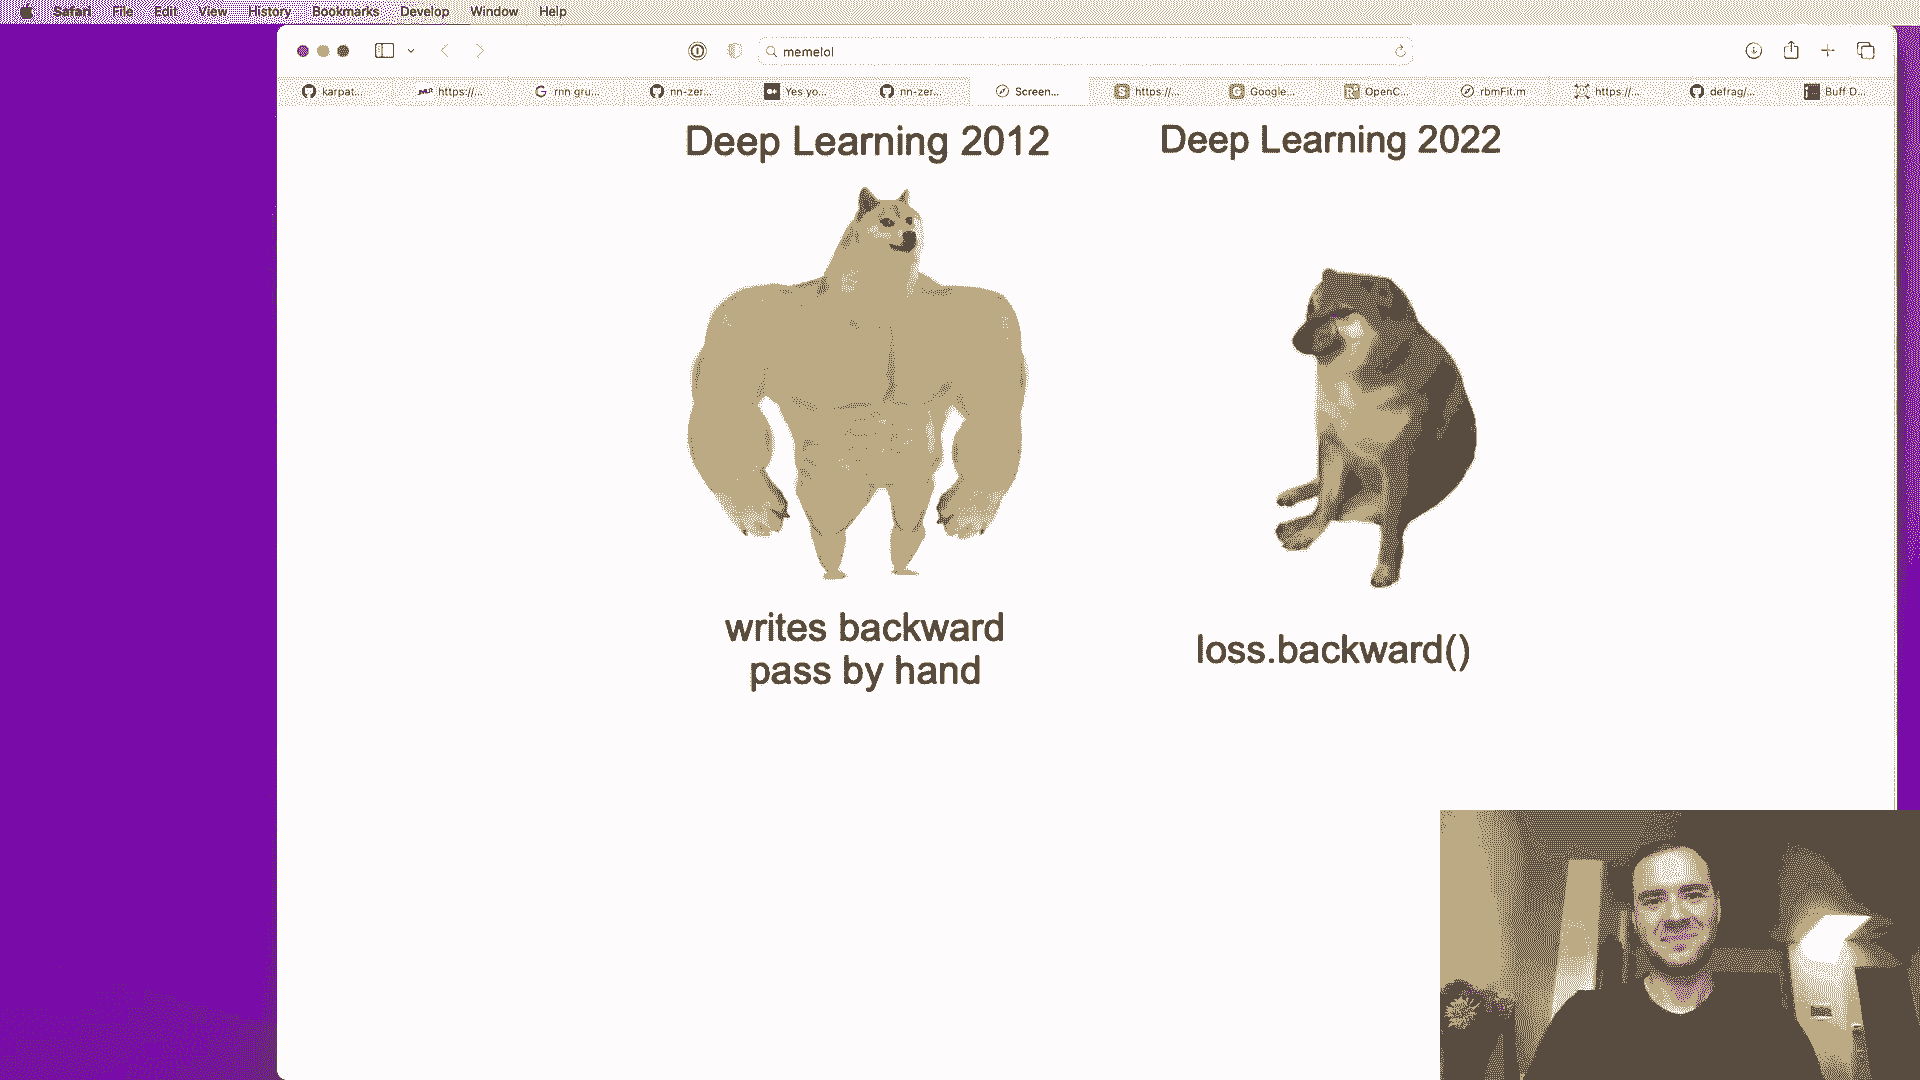 Safari File Edit View History Bookmarks Develop Window Help
memelol
karpat... https://... rnn gru... nn-zer... Yes yo... nn-zer... Screen... https://... Google... OpenC... rbmFit.m https://... defrag/... Buff D...
Deep Learning 2012
Deep Learning 2022
writes backward
pass by hand
loss.backward()